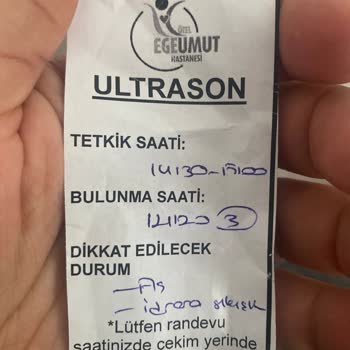 ÖZEL
EGEUMUT
HASTANESİ
ULTRASON
TETKİK SAATİ:
14:30-15:00
BULUNMA SAATİ:
14:20 3
DİKKAT EDİLECEK
DURUM
- Aç
- idrara sıkışık
*Lütfen randevu
saatinizde çekim yerinde